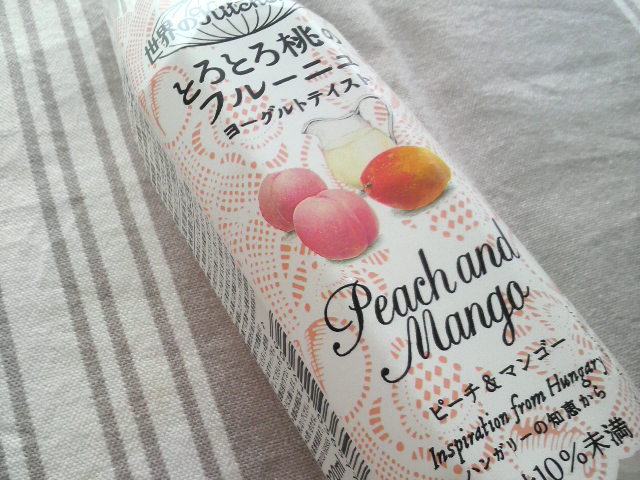 世界のKitchen
とろとろ桃の
フルーニュ
ヨーグルトテイスト
Peach and
Mango
ピーチ&マンゴー
Inspiration from Hungary
ハンガリーの知恵から
10%未満